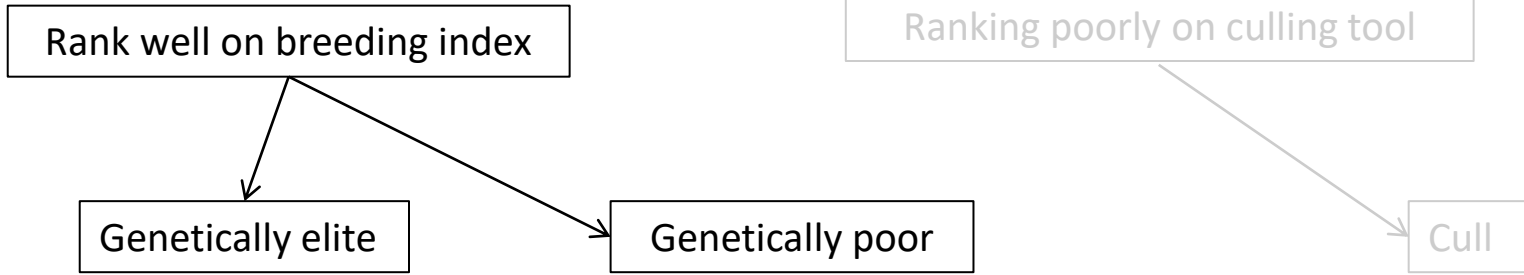 Rank well on breeding index
Ranking poorly on culling tool
Genetically elite
Genetically poor
Cull